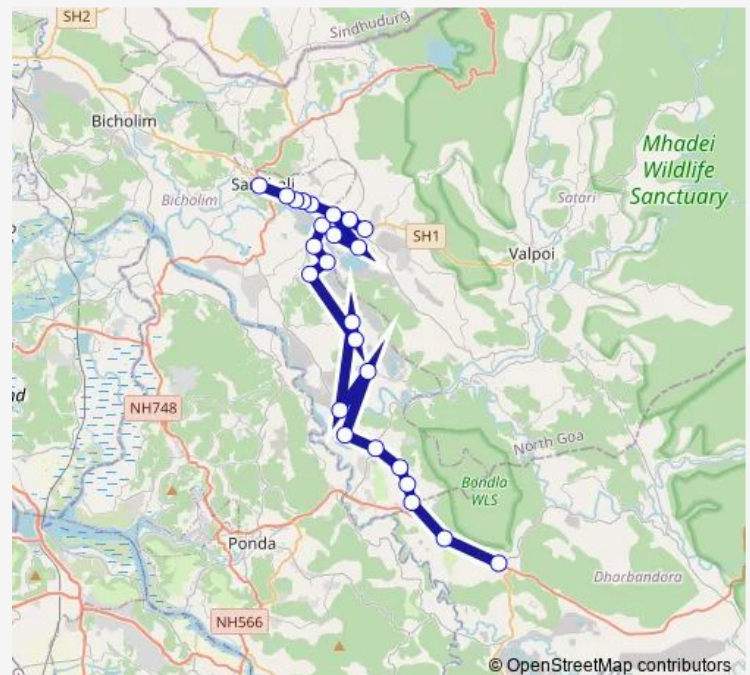 SH2
Sindhudurg
Bicholim
Mhadei
Wildlife
Sanctuary
Bicholim
Satari
SH1
Valpoi
NH748
North Goa
Bondla
WLS
Ponda
Dharbandora
NH566
© OpenStreetMap contributors